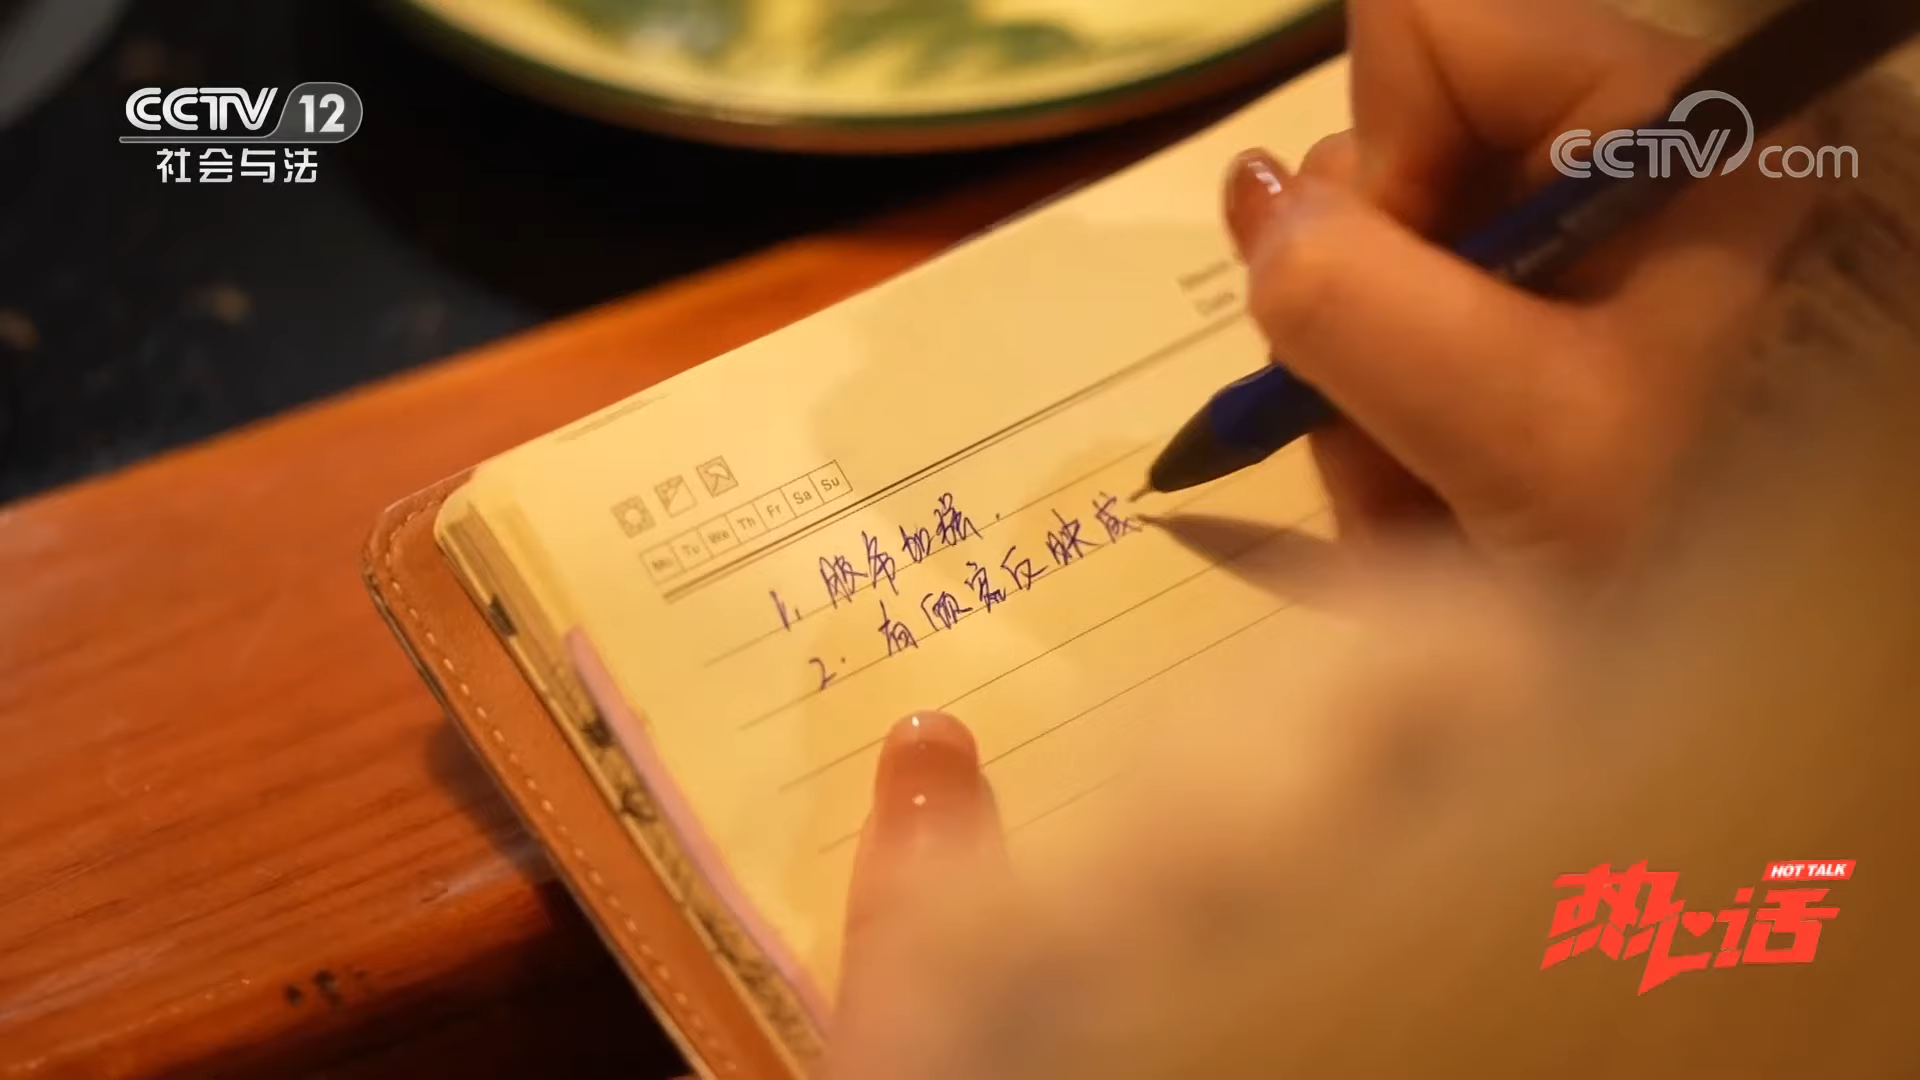 CCTV 12
社会与法
CCTV com
Mo Tu We Th Fr Sa Su
1. 服务加强.
2. 有顾客反映咸
HOT TALK
热心话